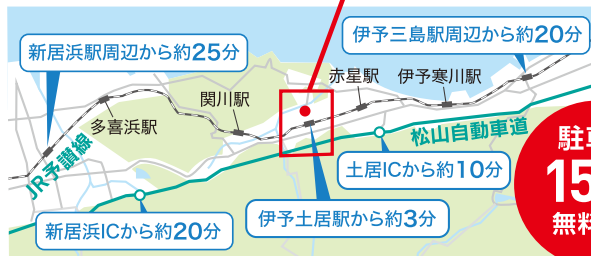 新居浜駅周辺から約25分
伊予三島駅周辺から約20分
赤星駅
伊予寒川駅
関川駅
多喜浜駅
松山自動車道
JR予讃線
土居ICから約10分
新居浜ICから約20分
伊予土居駅から約3分
駐
15
無料